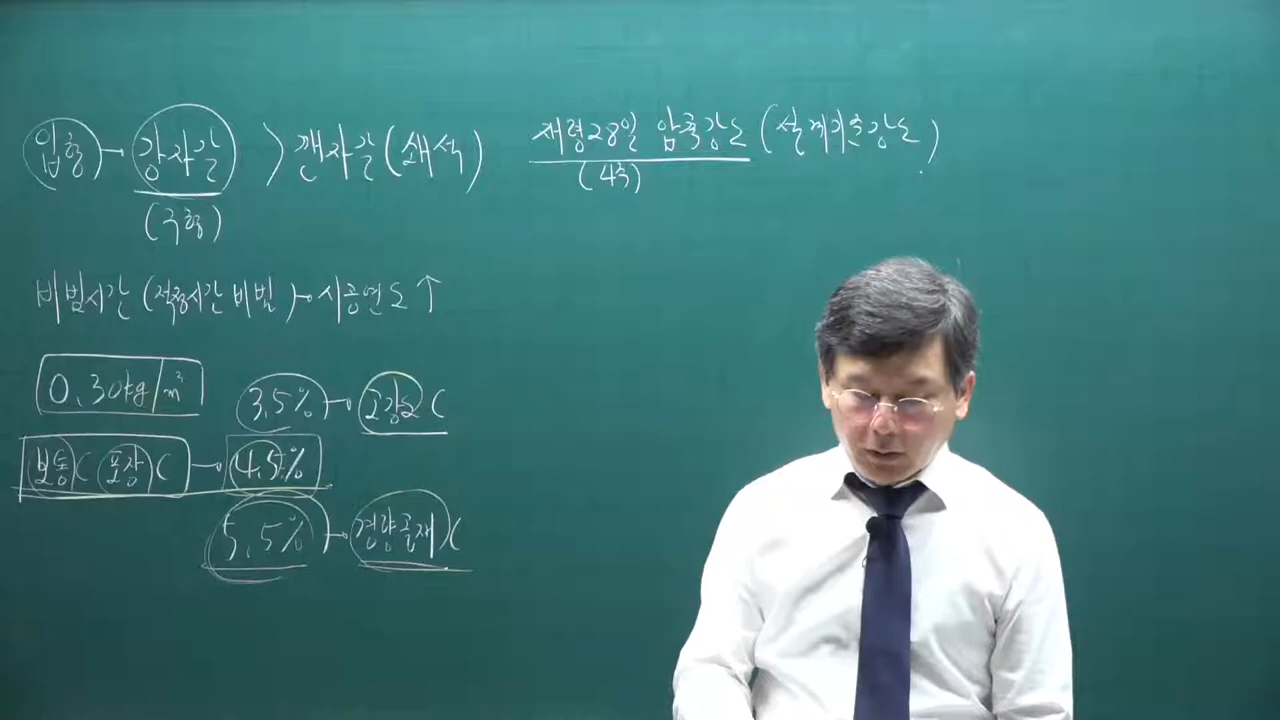 입형 → 강자갈 > 깬자갈 (쇄석)
(구형)
재령28일 압축강도 (설계기준강도)
(4주)
비빔시간 (적정시간 비빔) → 시공연도 ↑
0.30kg/m³
3.5% → 고강도 C
보통 C 포장 C → 4.5%
5.5% → 경량골재 C